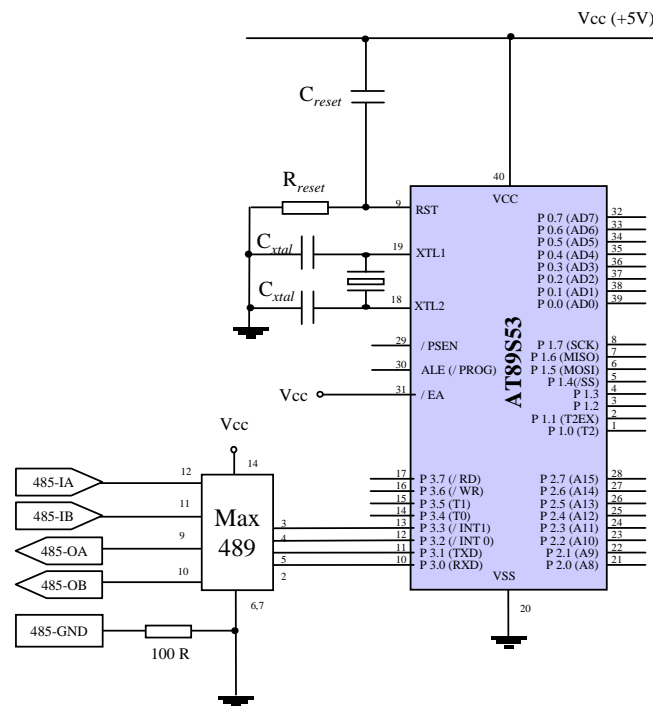 Vcc (+5V)
C reset
40
VCC
R reset
9
RST
C xtal
19
XTL1
C xtal
18
XTL2
29
/ PSEN
30
ALE (/ PROG)
Vcc
31
/ EA
AT89S53
P 0.7 (AD7) 32
P 0.6 (AD6) 33
P 0.5 (AD5) 34
P 0.4 (AD4) 35
P 0.3 (AD3) 36
P 0.2 (AD2) 37
P 0.1 (AD1) 38
P 0.0 (AD0) 39
P 1.7 (SCK) 8
P 1.6 (MISO) 7
P 1.5 (MOSI) 6
P 1.4(/SS) 5
P 1.3 4
P 1.2 3
P 1.1 (T2EX) 2
P 1.0 (T2) 1
17 P 3.7 (/ RD)
16 P 3.6 (/ WR)
15 P 3.5 (T1)
14 P 3.4 (T0)
13 P 3.3 (/ INT1)
12 P 3.2 (/ INT 0)
11 P 3.1 (TXD)
10 P 3.0 (RXD)
P 2.7 (A15) 28
P 2.6 (A14) 27
P 2.5 (A13) 26
P 2.4 (A12) 25
P 2.3 (A11) 24
P 2.2 (A10) 23
P 2.1 (A9) 22
P 2.0 (A8) 21
VSS
20
Vcc
14
485-IA 12
485-IB 11
485-OA 9
485-OB 10
Max
489
3
4
5
2
6,7
485-GND
100 R